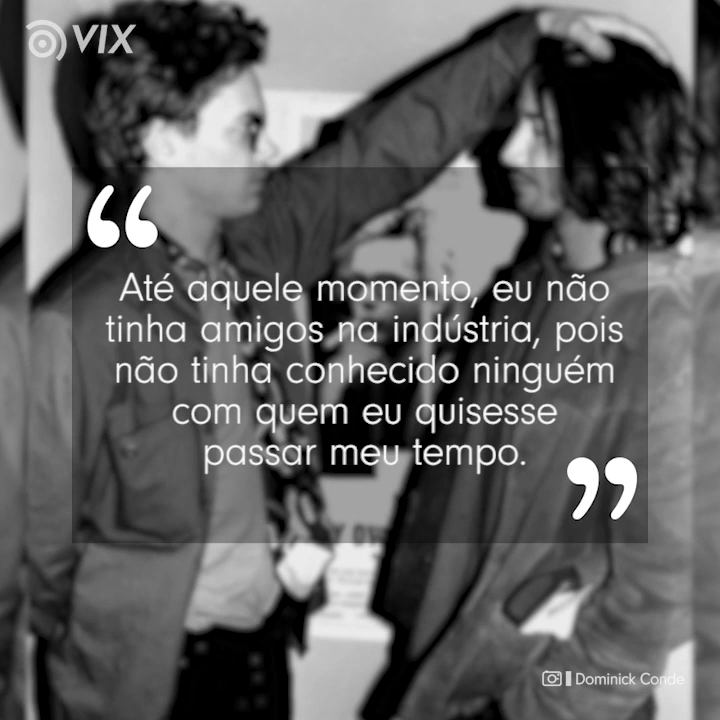 VIX
“
Até aquele momento, eu não
tinha amigos na indústria, pois
não tinha conhecido ninguém
com quem eu quisesse
passar meu tempo.
”
Dominick Conde